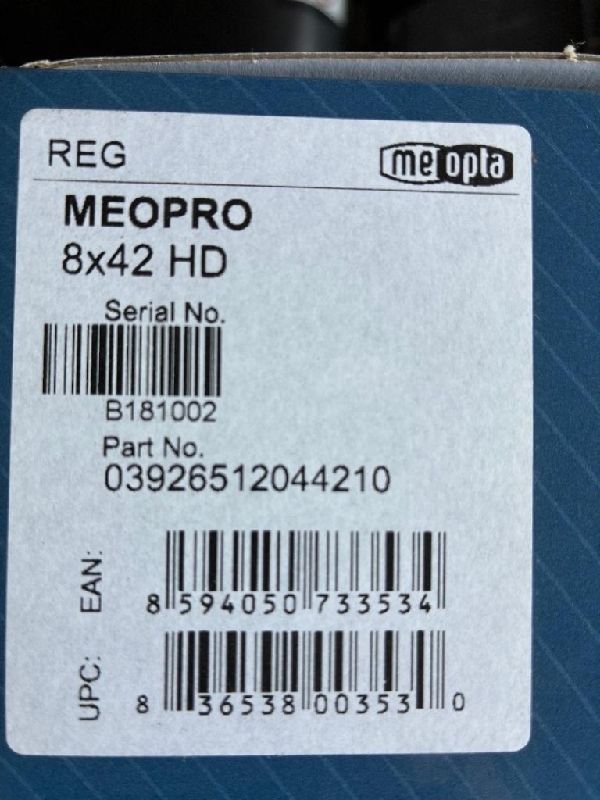 REG
meopta
MEOPRO
8x42 HD
Serial No.
B181002
Part No.
03926512044210
EAN:
8 594050 733534
UPC:
8 36538 00353 0